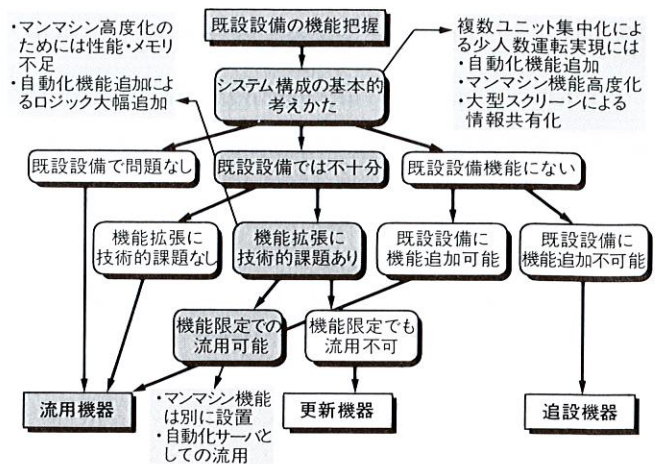 ・マンマシン高度化の
ためには性能・メモリ
不足
・自動化機能追加によ
るロジック大幅追加
既設設備の機能把握
複数ユニット集中化によ
る少人数運転実現には
・自動化機能追加
・マンマシン機能高度化
・大型スクリーンによる
情報共有化
システム構成の基本的
考えかた
既設設備で問題なし
既設設備では不十分
既設設備機能にない
機能拡張に
技術的課題なし
機能拡張に
技術的課題あり
既設設備に
機能追加可能
既設設備に
機能追加不可能
機能限定での
流用可能
機能限定でも
流用不可
流用機器
・マンマシン機能
は別に設置
・自動化サーバと
しての流用
更新機器
追設機器